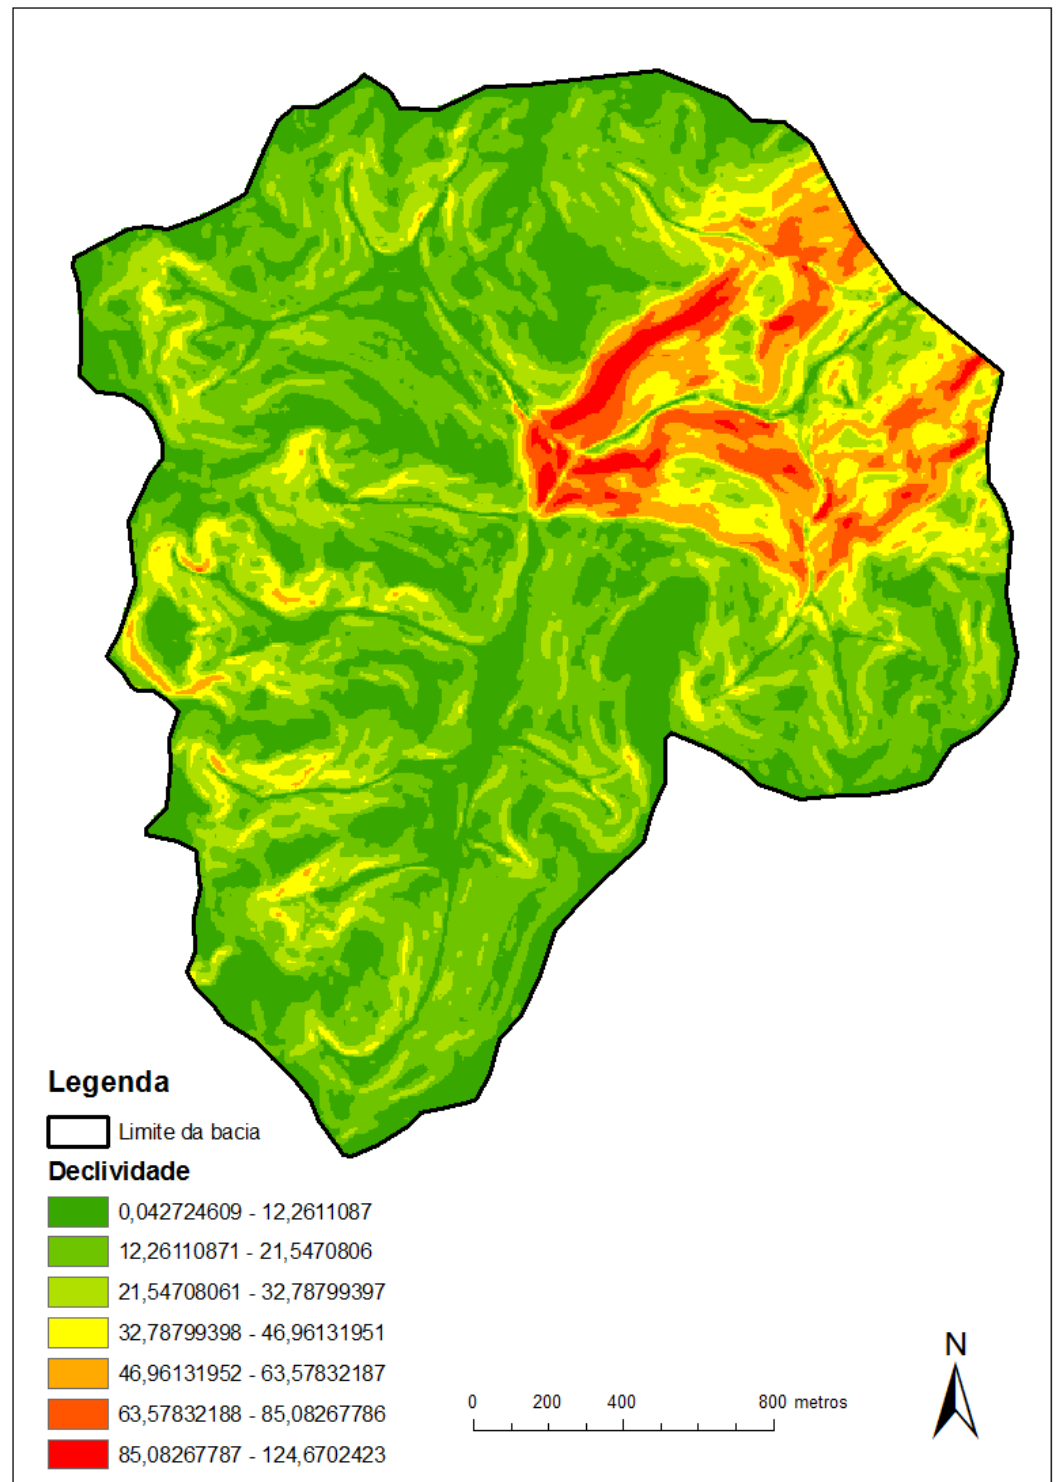 Legenda
Limite da bacia
Declividade
0,042724609 - 12,2611087
12,26110871 - 21,5470806
21,54708061 - 32,78799397
32,78799398 - 46,96131951
46,96131952 - 63,57832187
63,57832188 - 85,08267786
85,08267787 - 124,6702423
0 200 400 800 metros
N